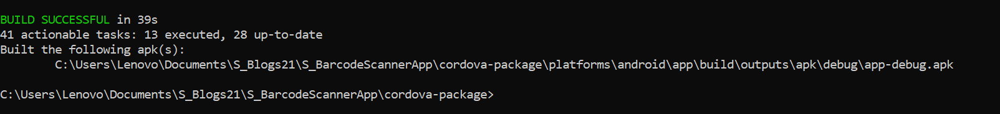 BUILD SUCCESSFUL in 39s
41 actionable tasks: 13 executed, 28 up-to-date
Built the following apk(s):
C:\Users\Lenovo\Documents\S_Blogs21\S_BarcodeScannerApp\cordova-package\platforms\android\app\build\outputs\apk\debug\app-debug.apk
C:\Users\Lenovo\Documents\S_Blogs21\S_BarcodeScannerApp\cordova-package>